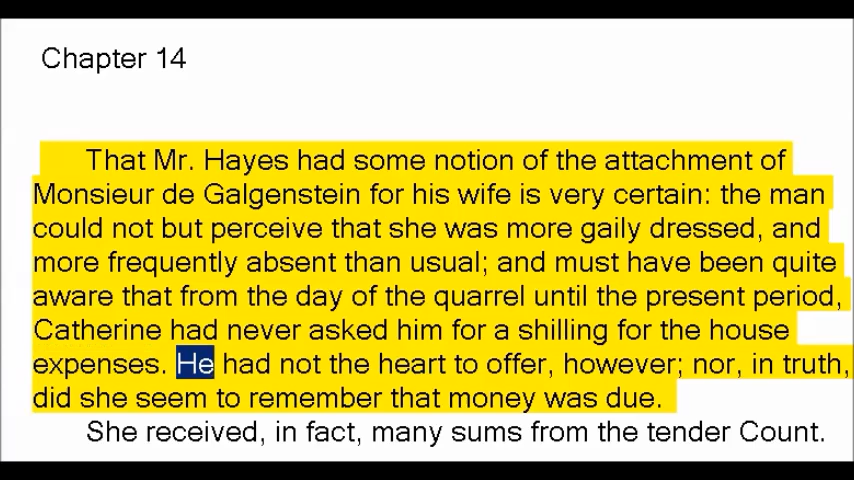 Chapter 14
That Mr. Hayes had some notion of the attachment of
Monsieur de Galgenstein for his wife is very certain: the man
could not but perceive that she was more gaily dressed, and
more frequently absent than usual; and must have been quite
aware that from the day of the quarrel until the present period,
Catherine had never asked him for a shilling for the house
expenses. He had not the heart to offer, however; nor, in truth,
did she seem to remember that money was due.
She received, in fact, many sums from the tender Count.